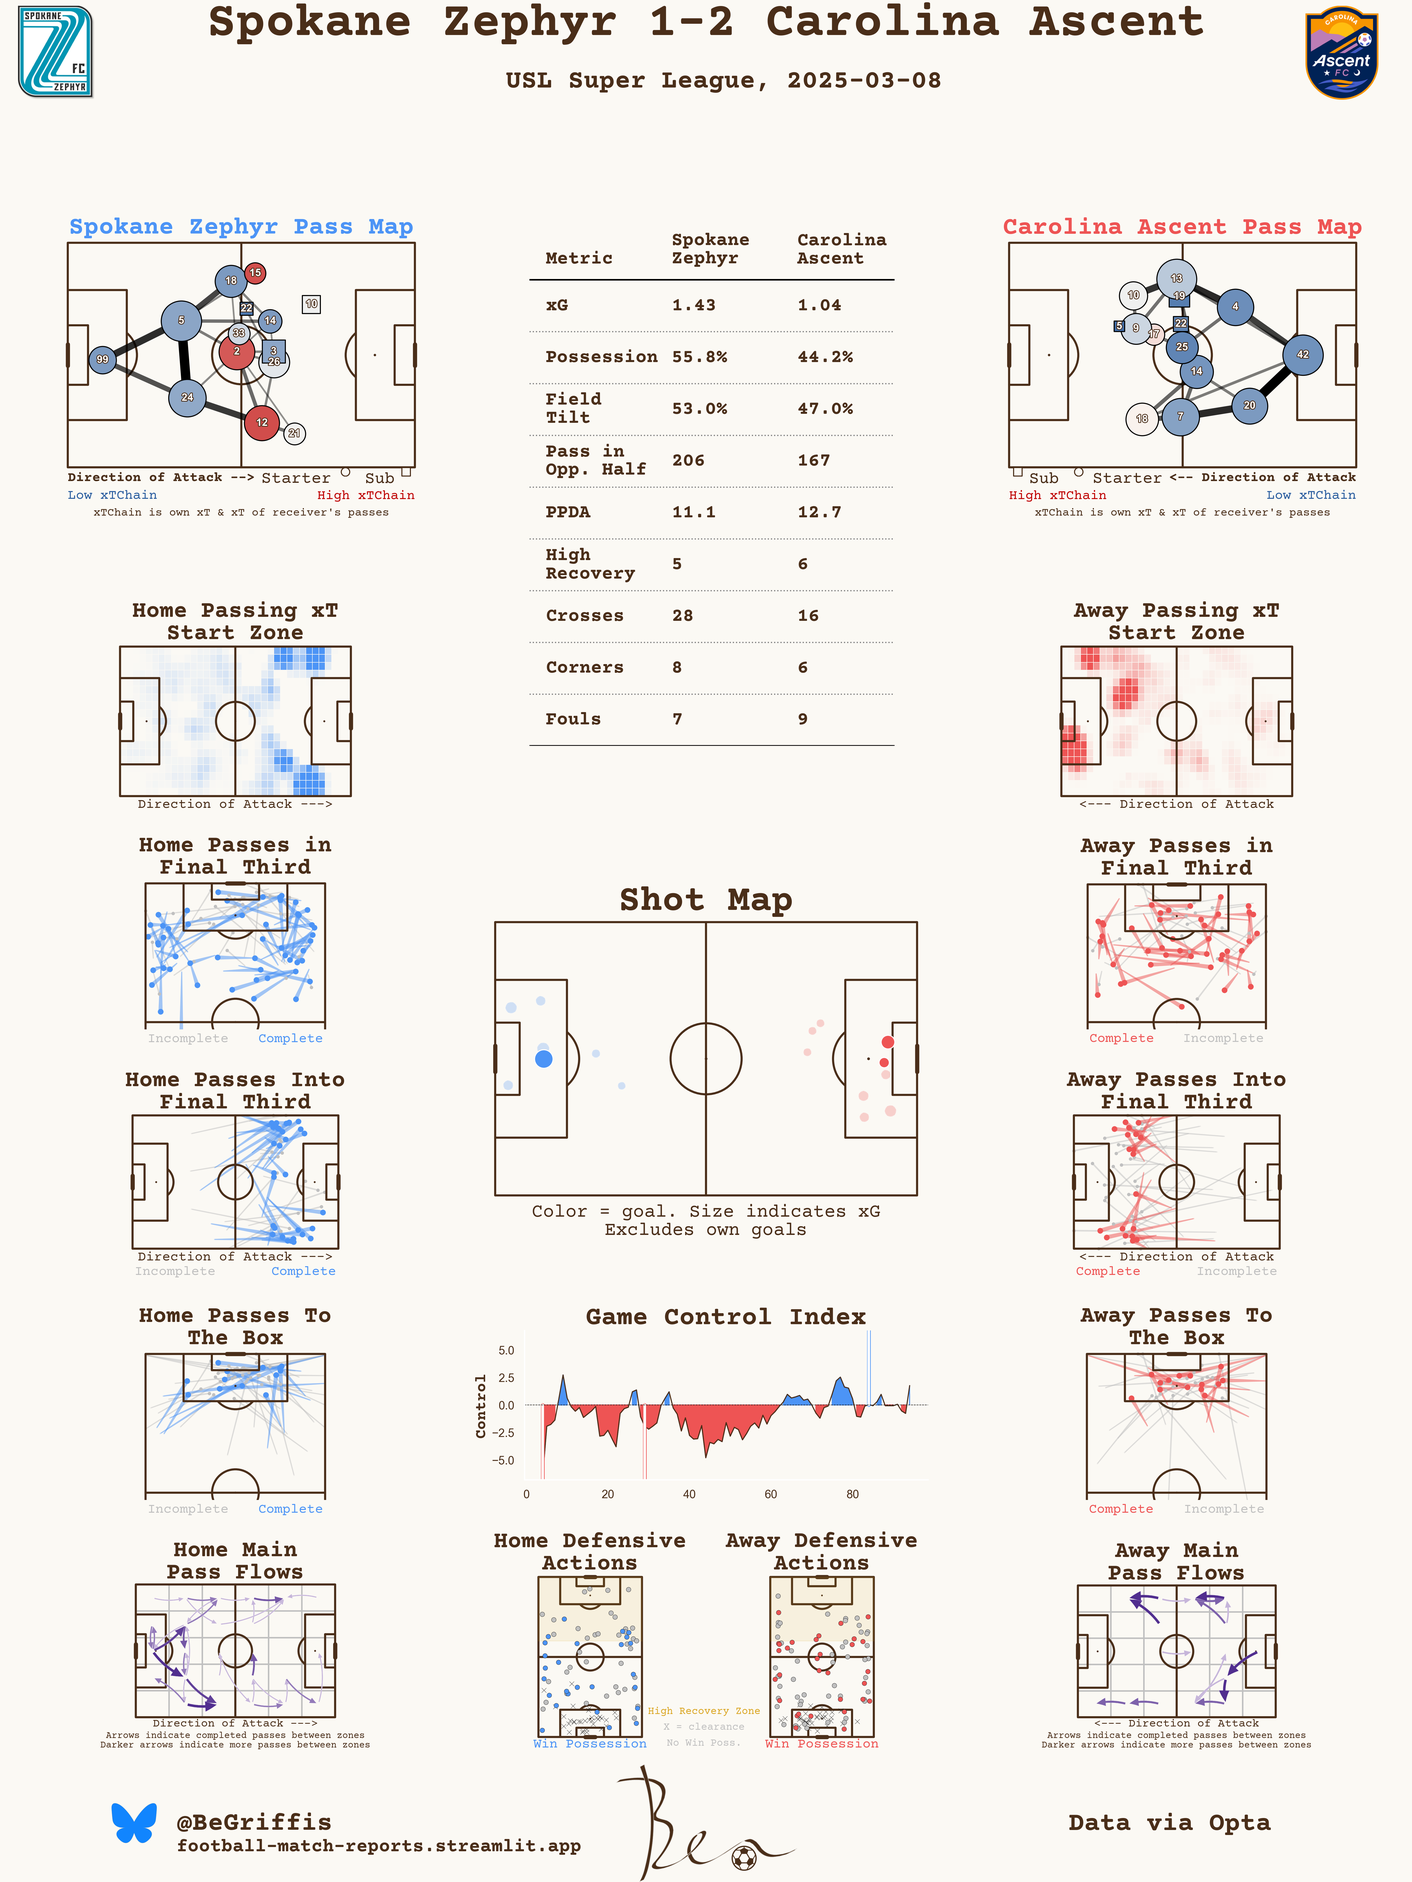 Spokane Zephyr 1-2 Carolina Ascent
USL Super League, 2025-03-08
SPOKANE
FC
ZEPHYR
CAROLINA
Ascent
FC
Spokane Zephyr Pass Map
18
15
10
22
5
14
33
2
3
26
99
24
12
21
Direction of Attack --> Starter Sub
Low xTChain High xTChain
xTChain is own xT & xT of receiver's passes
Metric Spokane Zephyr Carolina Ascent
xG 1.43 1.04
Possession 55.8% 44.2%
Field Tilt 53.0% 47.0%
Pass in Opp. Half 206 167
PPDA 11.1 12.7
High Recovery 5 6
Crosses 28 16
Corners 8 6
Fouls 7 9
Carolina Ascent Pass Map
13
10
19
4
5
9
17
22
25
42
14
18
7
20
Sub Starter <-- Direction of Attack
High xTChain Low xTChain
xTChain is own xT & xT of receiver's passes
Home Passing xT
Start Zone
Direction of Attack --->
Away Passing xT
Start Zone
<--- Direction of Attack
Home Passes in
Final Third
Incomplete Complete
Away Passes in
Final Third
Complete Incomplete
Shot Map
Color = goal. Size indicates xG
Excludes own goals
Home Passes Into
Final Third
Direction of Attack --->
Incomplete Complete
Away Passes Into
Final Third
<--- Direction of Attack
Complete Incomplete
Home Passes To
The Box
Incomplete Complete
Game Control Index
Control
5.0
2.5
0.0
−2.5
−5.0
0 20 40 60 80
Away Passes To
The Box
Complete Incomplete
Home Main
Pass Flows
Direction of Attack --->
Arrows indicate completed passes between zones
Darker arrows indicate more passes between zones
Home Defensive
Actions
Win Possession
High Recovery Zone
X = clearance
No Win Poss.
Away Defensive
Actions
Win Possession
Away Main
Pass Flows
<--- Direction of Attack
Arrows indicate completed passes between zones
Darker arrows indicate more passes between zones
@BeGriffis
football-match-reports.streamlit.app
Ben
Data via Opta